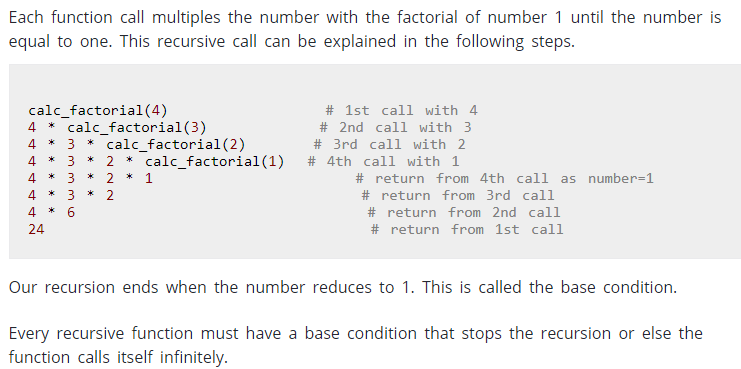 Each function call multiples the number with the factorial of number 1 until the number is
equal to one. This recursive call can be explained in the following steps.
calc_factorial(4)                    # 1st call with 4
4 * calc_factorial(3)                # 2nd call with 3
4 * 3 * calc_factorial(2)            # 3rd call with 2
4 * 3 * 2 * calc_factorial(1)        # 4th call with 1
4 * 3 * 2 * 1                        # return from 4th call as number=1
4 * 3 * 2                            # return from 3rd call
4 * 6                                # return from 2nd call
24                                   # return from 1st call
Our recursion ends when the number reduces to 1. This is called the base condition.
Every recursive function must have a base condition that stops the recursion or else the
function calls itself infinitely.